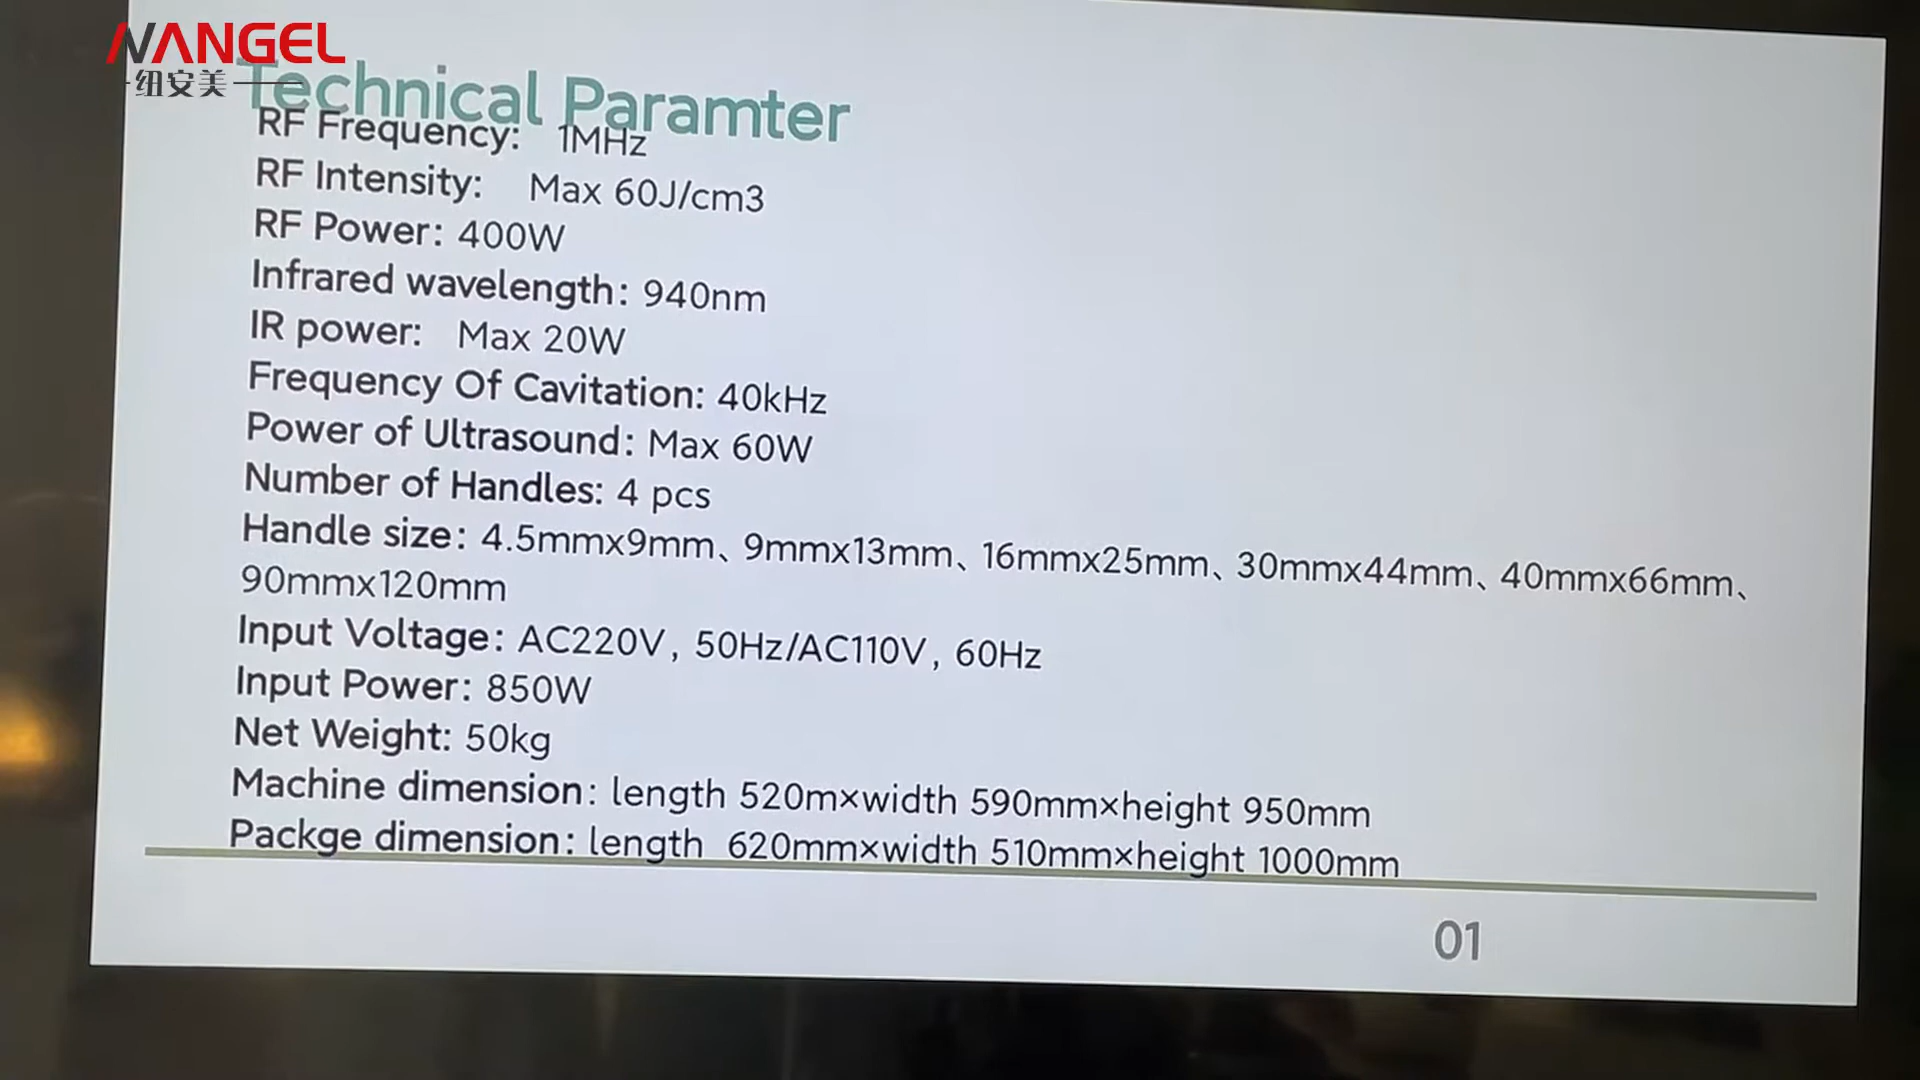 NANGEL
纽安美
Technical Paramter
RF Frequency: 1MHz
RF Intensity: Max 60J/cm3
RF Power: 400W
Infrared wavelength: 940nm
IR power: Max 20W
Frequency Of Cavitation: 40kHz
Power of Ultrasound: Max 60W
Number of Handles: 4 pcs
Handle size: 4.5mmx9mm、9mmx13mm、16mmx25mm、30mmx44mm、40mmx66mm、
90mmx120mm
Input Voltage: AC220V, 50Hz/AC110V, 60Hz
Input Power: 850W
Net Weight: 50kg
Machine dimension: length 520m×width 590mm×height 950mm
Packge dimension: length 620mm×width 510mm×height 1000mm
01